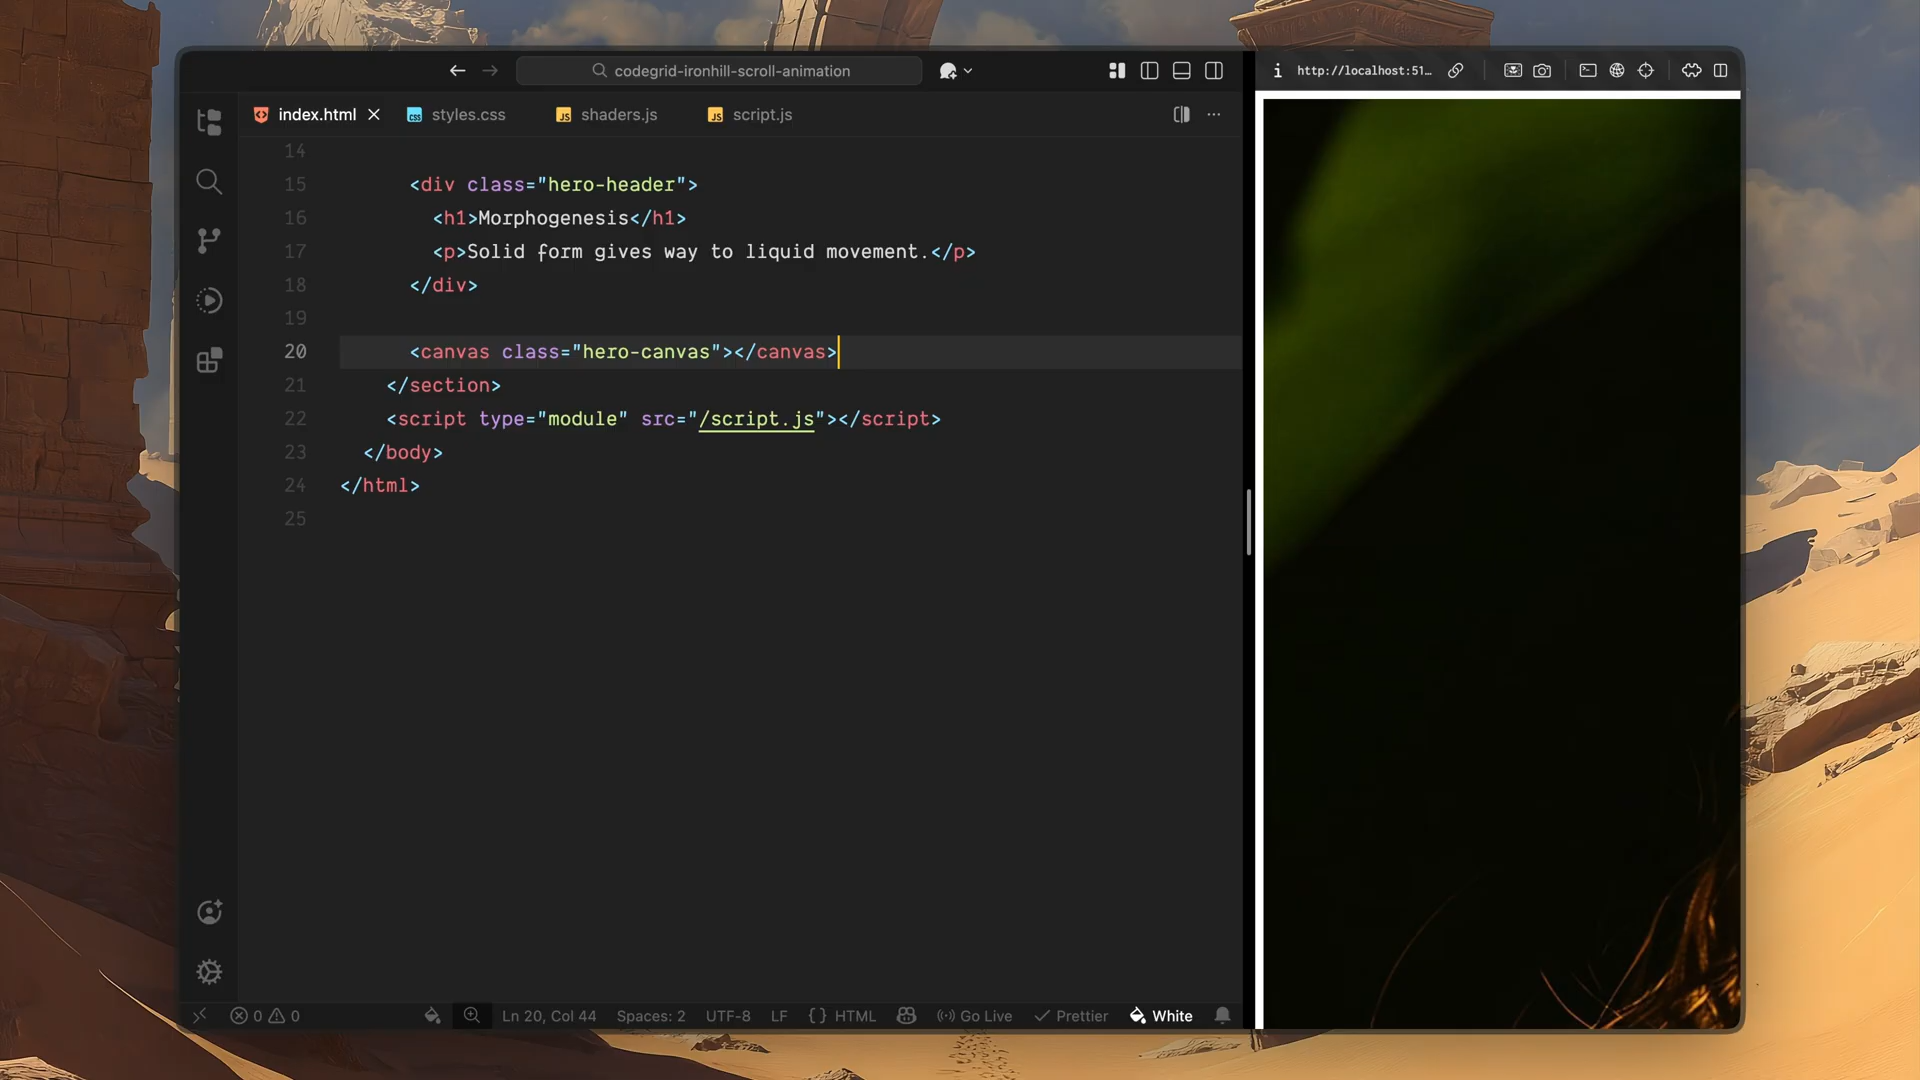 codegrid-ironhill-scroll-animation
http://localhost:51…
index.html
styles.css
shaders.js
script.js
14
15 <div class="hero-header">
16 <h1>Morphogenesis</h1>
17 <p>Solid form gives way to liquid movement.</p>
18 </div>
19
20 <canvas class="hero-canvas"></canvas>
21 </section>
22 <script type="module" src="/script.js"></script>
23 </body>
24 </html>
25
0 0 Ln 20, Col 44 Spaces: 2 UTF-8 LF {} HTML Go Live Prettier White